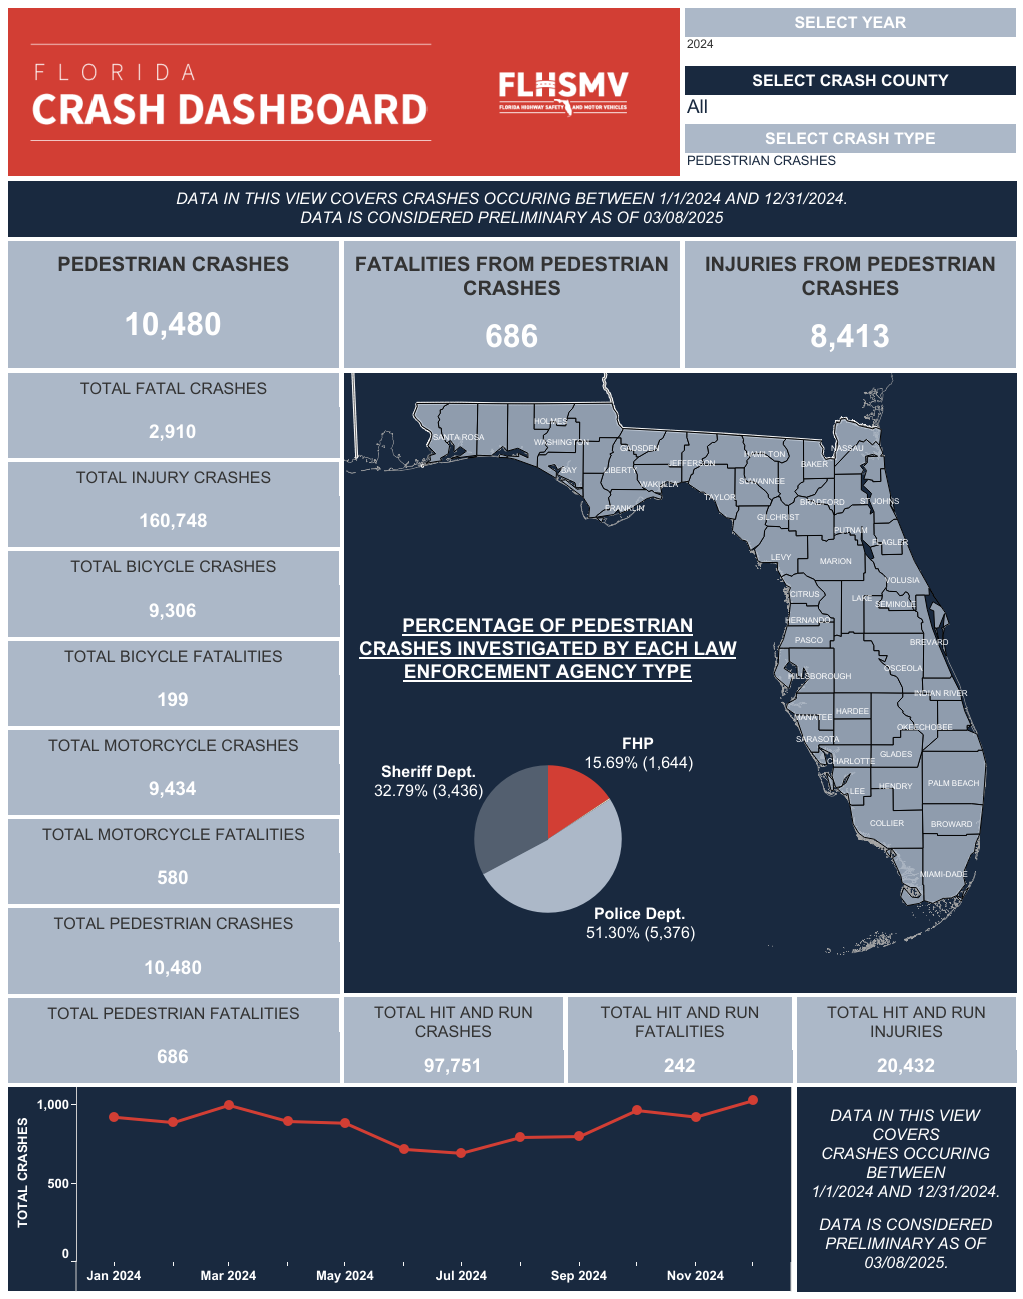 FLORIDA
CRASH DASHBOARD
FLHSMV
FLORIDA HIGHWAY SAFETY AND MOTOR VEHICLES
SELECT YEAR
2024
SELECT CRASH COUNTY
All
SELECT CRASH TYPE
PEDESTRIAN CRASHES
DATA IN THIS VIEW COVERS CRASHES OCCURING BETWEEN 1/1/2024 AND 12/31/2024.
DATA IS CONSIDERED PRELIMINARY AS OF 03/08/2025
PEDESTRIAN CRASHES
10,480
FATALITIES FROM PEDESTRIAN
CRASHES
686
INJURIES FROM PEDESTRIAN
CRASHES
8,413
TOTAL FATAL CRASHES
2,910
TOTAL INJURY CRASHES
160,748
TOTAL BICYCLE CRASHES
9,306
TOTAL BICYCLE FATALITIES
199
TOTAL MOTORCYCLE CRASHES
9,434
TOTAL MOTORCYCLE FATALITIES
580
TOTAL PEDESTRIAN CRASHES
10,480
TOTAL PEDESTRIAN FATALITIES
686
HOLMES
SANTA ROSA
WASHINGTON
GADSDEN
NASSAU
HAMILTON
JEFFERSON
BAKER
BAY
LIBERTY
WAKULLA
SUWANNEE
TAYLOR
BRADFORD
ST JOHNS
FRANKLIN
GILCHRIST
PUTNAM
FLAGLER
LEVY
MARION
VOLUSIA
CITRUS
LAKE
SEMINOLE
HERNANDO
PASCO
BREVARD
OSCEOLA
HILLSBOROUGH
INDIAN RIVER
HARDEE
MANATEE
OKEECHOBEE
SARASOTA
GLADES
CHARLOTTE
HENDRY
PALM BEACH
LEE
COLLIER
BROWARD
MIAMI-DADE
PERCENTAGE OF PEDESTRIAN
CRASHES INVESTIGATED BY EACH LAW
ENFORCEMENT AGENCY TYPE
FHP
15.69% (1,644)
Sheriff Dept.
32.79% (3,436)
Police Dept.
51.30% (5,376)
TOTAL HIT AND RUN
CRASHES
97,751
TOTAL HIT AND RUN
FATALITIES
242
TOTAL HIT AND RUN
INJURIES
20,432
TOTAL CRASHES
1,000
500
0
Jan 2024
Mar 2024
May 2024
Jul 2024
Sep 2024
Nov 2024
DATA IN THIS VIEW
COVERS
CRASHES OCCURING
BETWEEN
1/1/2024 AND 12/31/2024.
DATA IS CONSIDERED
PRELIMINARY AS OF
03/08/2025.